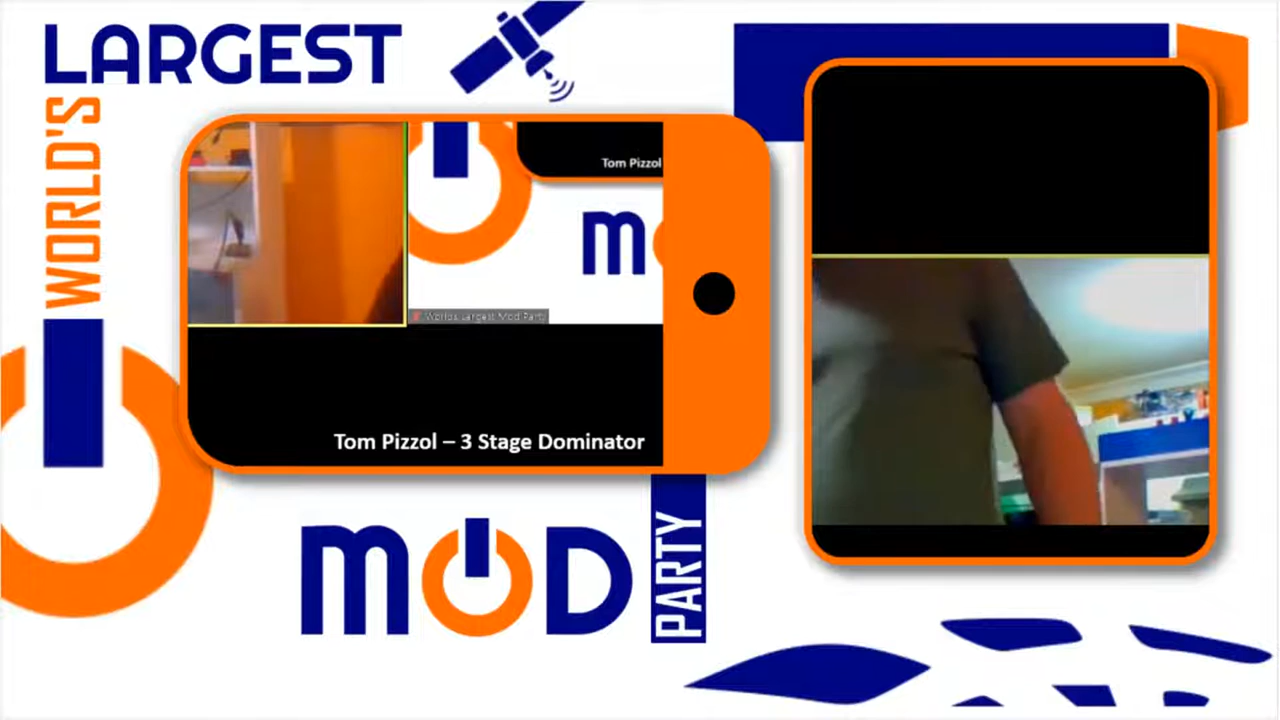 LARGEST
WORLD'S
Tom Pizzol
m
Worlds Largest Mod Party
Tom Pizzol – 3 Stage Dominator
MOD
PARTY